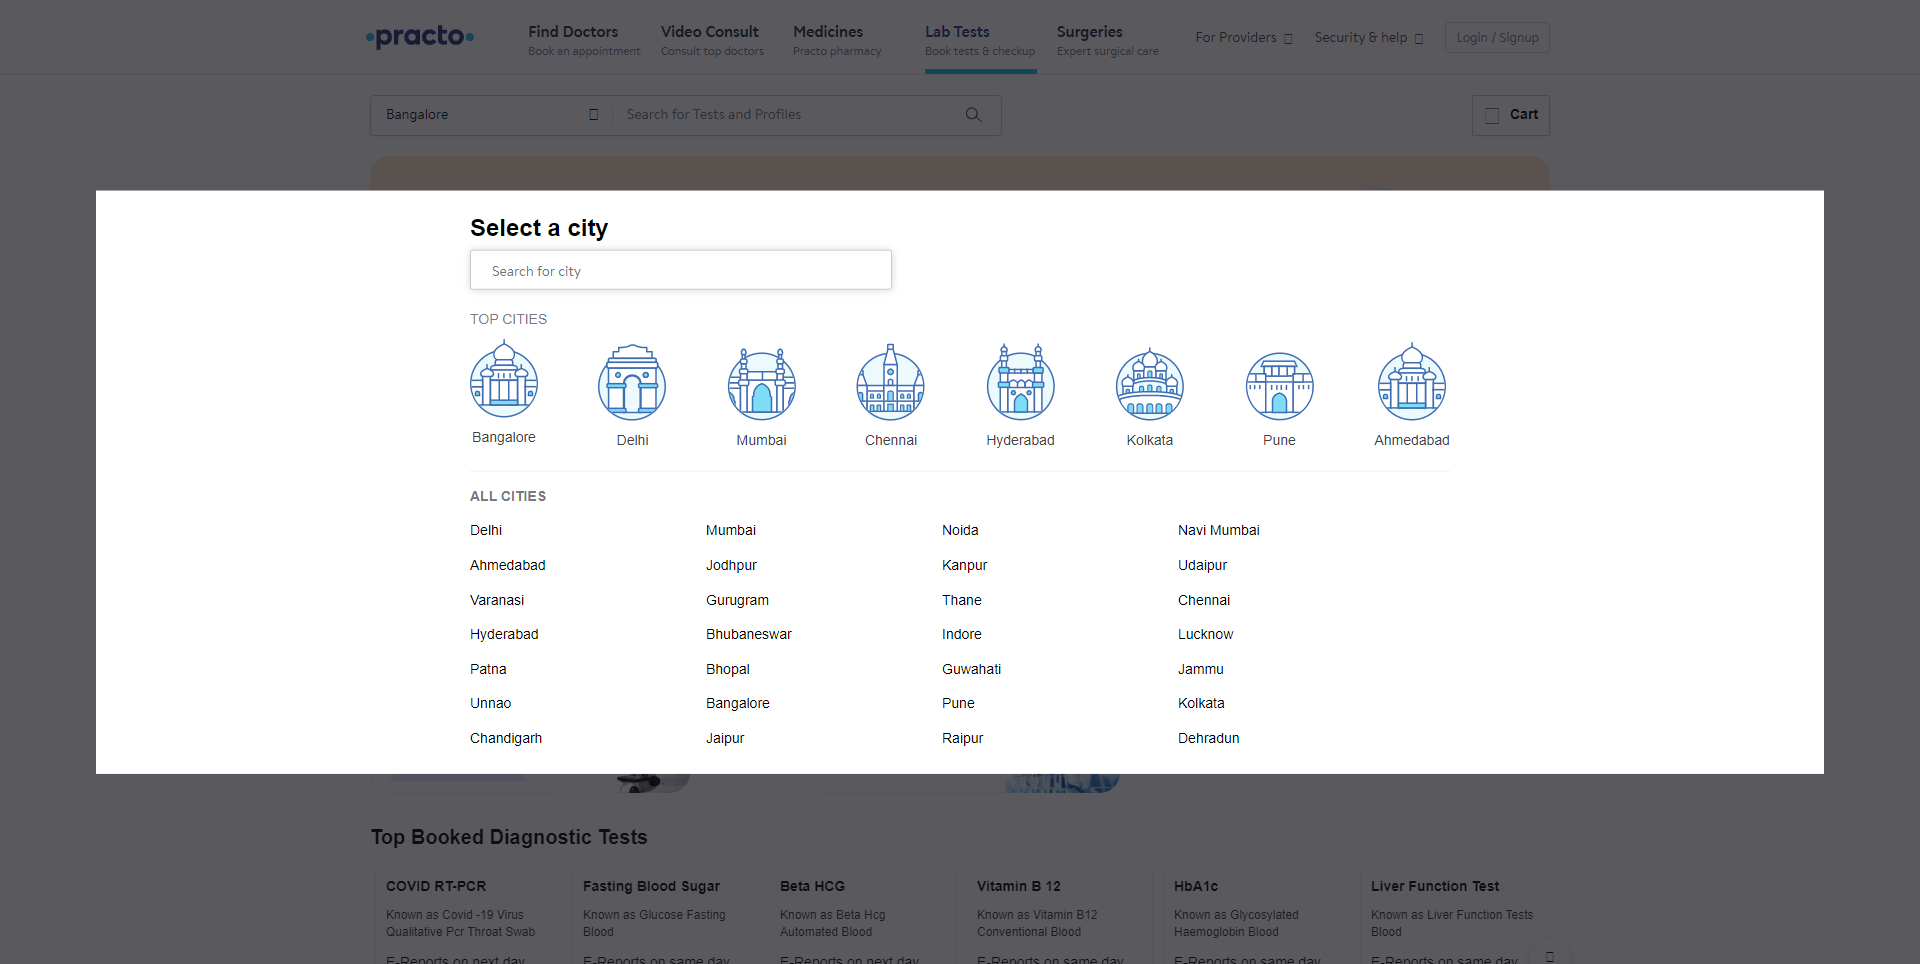 practo
Find Doctors
Book an appointment
Video Consult
Consult top doctors
Medicines
Practo pharmacy
Lab Tests
Book tests & checkup
Surgeries
Expert surgical care
For Providers
Security & help
Login / Signup
Bangalore
Search for Tests and Profiles
Cart
Select a city
Search for city
TOP CITIES
Bangalore
Delhi
Mumbai
Chennai
Hyderabad
Kolkata
Pune
Ahmedabad
ALL CITIES
Delhi Mumbai Noida Navi Mumbai
Ahmedabad Jodhpur Kanpur Udaipur
Varanasi Gurugram Thane Chennai
Hyderabad Bhubaneswar Indore Lucknow
Patna Bhopal Guwahati Jammu
Unnao Bangalore Pune Kolkata
Chandigarh Jaipur Raipur Dehradun
Top Booked Diagnostic Tests
COVID RT-PCR
Known as Covid -19 Virus
Qualitative Pcr Throat Swab
E-Reports on next day
Fasting Blood Sugar
Known as Glucose Fasting
Blood
E-Reports on same day
Beta HCG
Known as Beta Hcg
Automated Blood
E-Reports on next day
Vitamin B 12
Known as Vitamin B12
Conventional Blood
E-Reports on same day
HbA1c
Known as Glycosylated
Haemoglobin Blood
E-Reports on same day
Liver Function Test
Known as Liver Function Tests
Blood
E-Reports on same day